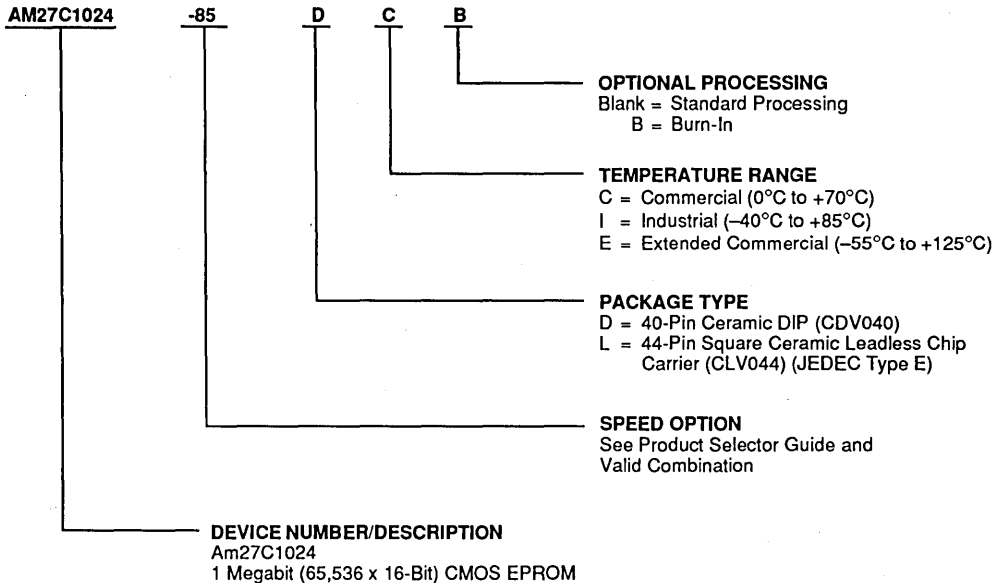 AM27C1024 -85 D C B
OPTIONAL PROCESSING
Blank = Standard Processing
B = Burn-In
TEMPERATURE RANGE
C = Commercial (0°C to +70°C)
I = Industrial (–40°C to +85°C)
E = Extended Commercial (–55°C to +125°C)
PACKAGE TYPE
D = 40-Pin Ceramic DIP (CDV040)
L = 44-Pin Square Ceramic Leadless Chip
Carrier (CLV044) (JEDEC Type E)
SPEED OPTION
See Product Selector Guide and
Valid Combination
DEVICE NUMBER/DESCRIPTION
Am27C1024
1 Megabit (65,536 x 16-Bit) CMOS EPROM